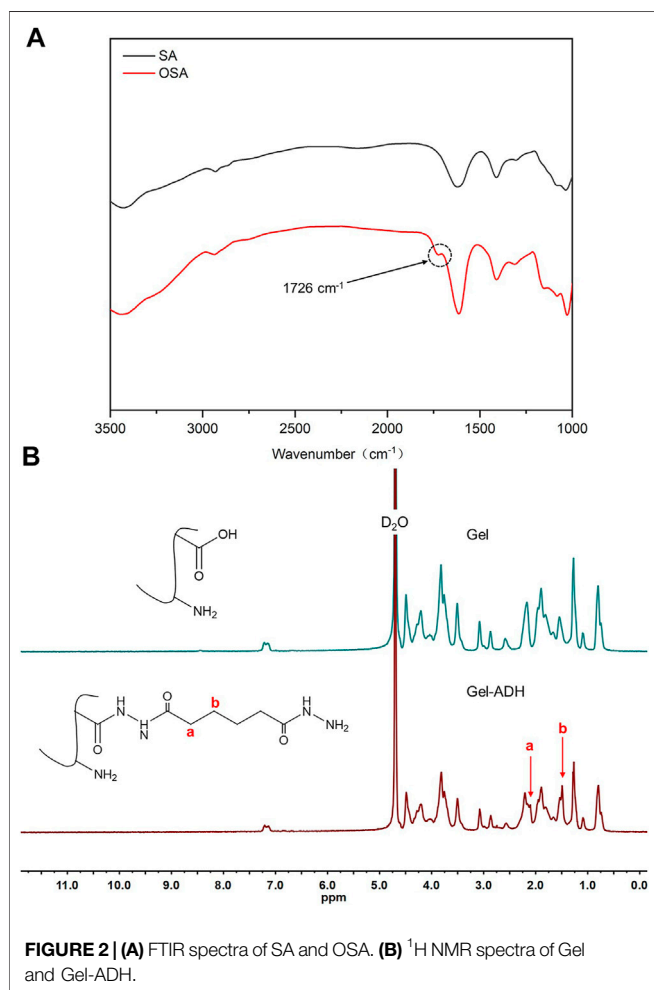 A
SA
OSA
1726 cm⁻¹
3500 3000 2500 2000 1500 1000
Wavenumber（cm⁻¹）
B
D₂O
Gel
OH
O
NH₂
Gel-ADH
H N
N H N
O
b
a
O
H N
NH₂
O
NH₂
a
b
11.0 10.0 9.0 8.0 7.0 6.0 5.0 4.0 3.0 2.0 1.0 0.0
ppm
FIGURE 2 | (A) FTIR spectra of SA and OSA. (B) ¹H NMR spectra of Gel
and Gel-ADH.